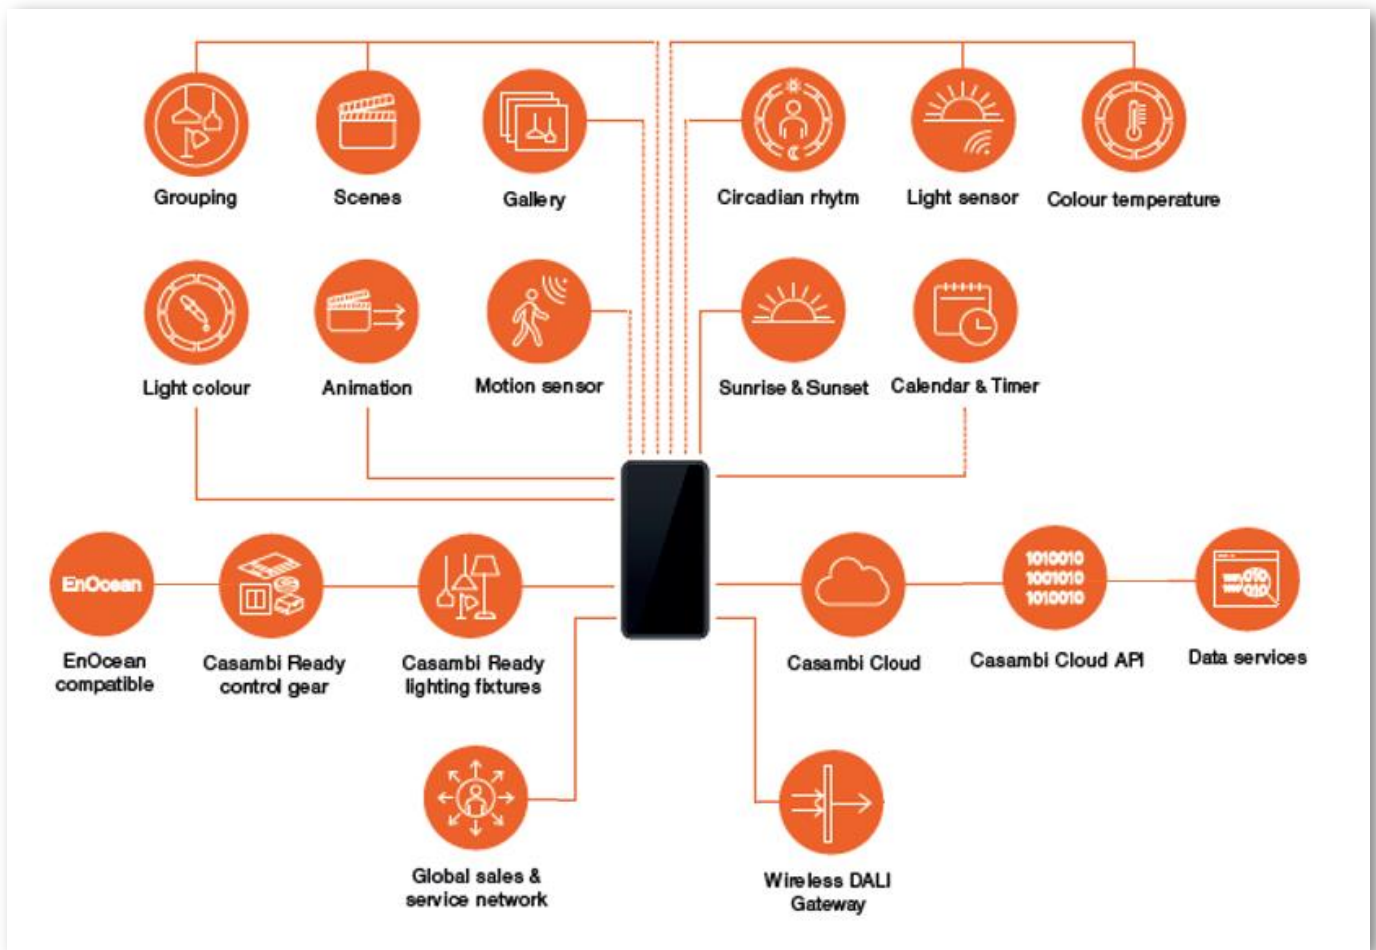 Grouping
Scenes
Gallery
Circadian rhytm
Light sensor
Colour temperature
Light colour
Animation
Motion sensor
Sunrise & Sunset
Calendar & Timer
EnOcean
1010010
1001010
1010010
EnOcean
compatible
Casambi Ready
control gear
Casambi Ready
lighting fixtures
Casambi Cloud
Casambi Cloud API
Data services
Global sales &
service network
Wireless DALI
Gateway